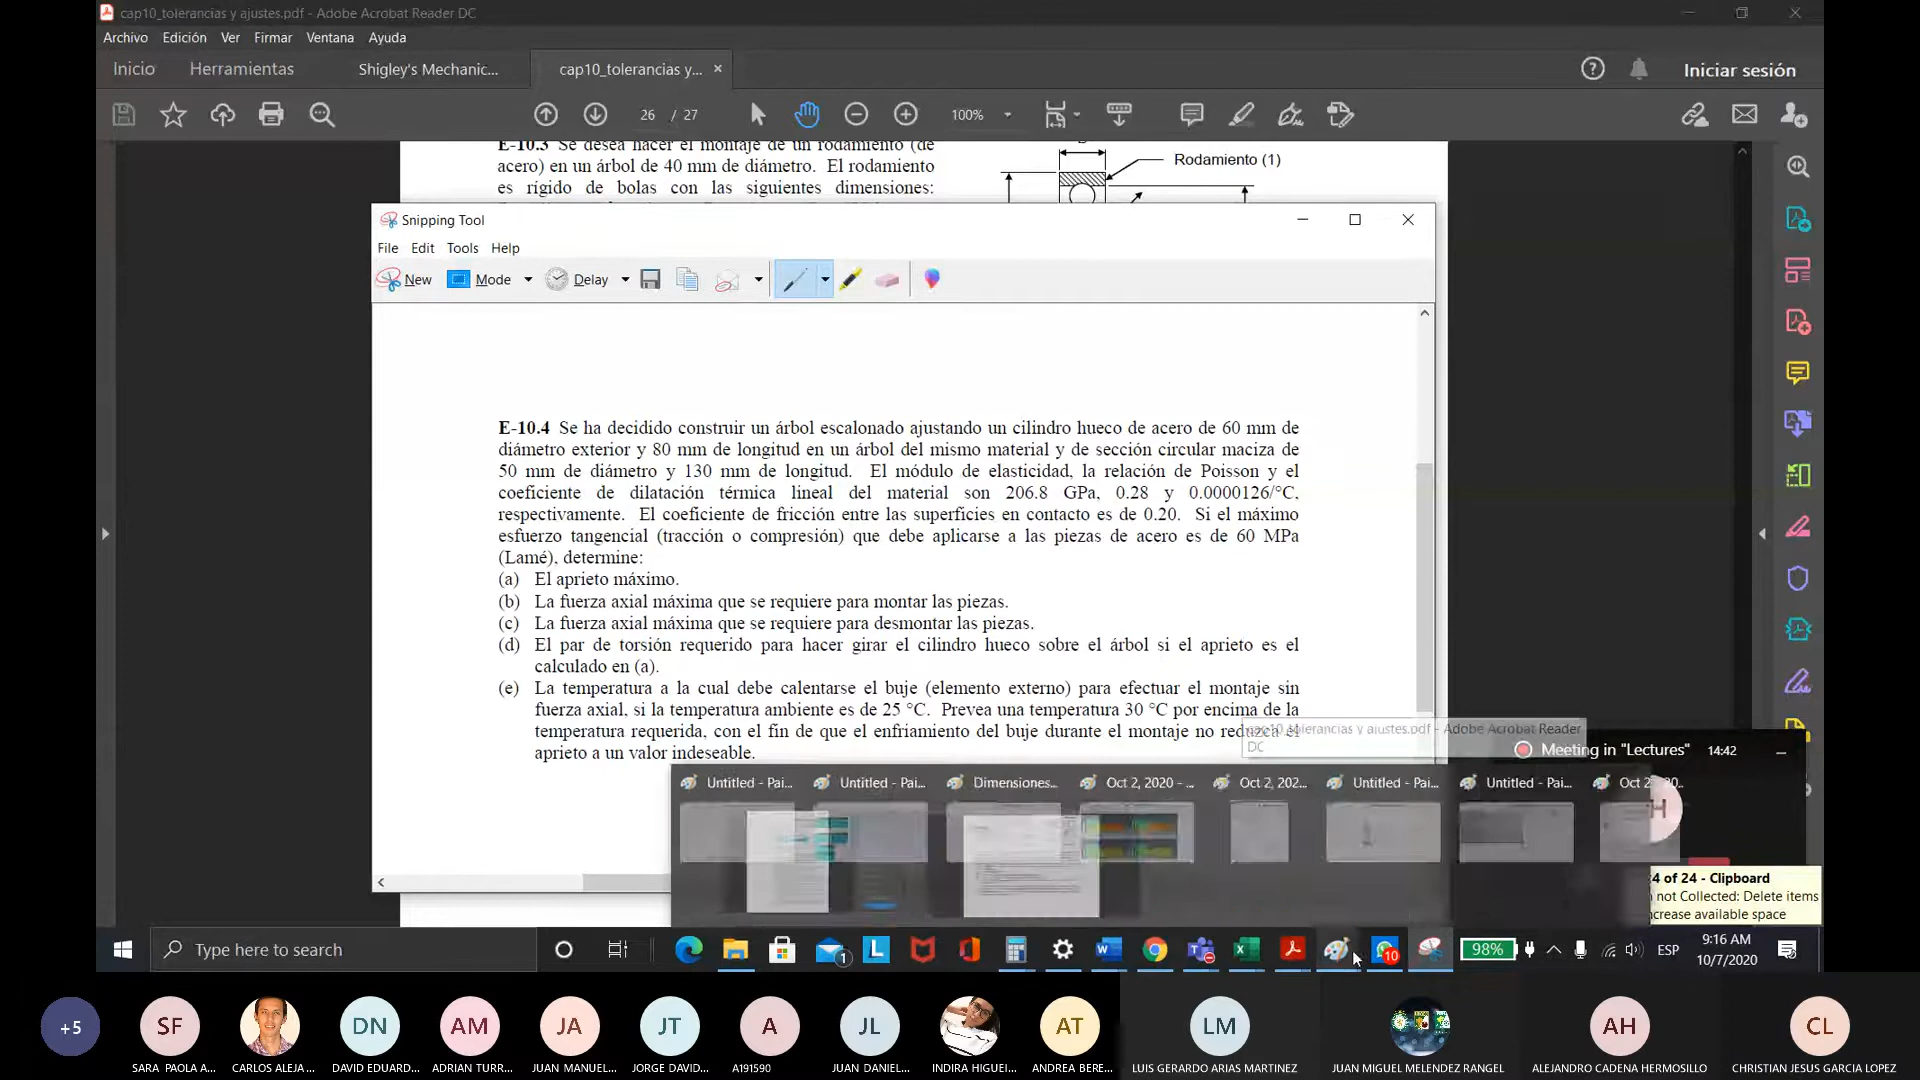 cap10_tolerancias y ajustes.pdf - Adobe Acrobat Reader DC
Archivo Edición Ver Firmar Ventana Ayuda
Inicio Herramientas Shigley's Mechanic... cap10_tolerancias y... × Iniciar sesión
26 / 27 100%
E-10.3 Se desea hacer el montaje de un rodamiento (de
acero) en un árbol de 40 mm de diámetro. El rodamiento
es rígido de bolas con las siguientes dimensiones:
Rodamiento (1)
Snipping Tool
File Edit Tools Help
New Mode Delay
E-10.4 Se ha decidido construir un árbol escalonado ajustando un cilindro hueco de acero de 60 mm de
diámetro exterior y 80 mm de longitud en un árbol del mismo material y de sección circular maciza de
50 mm de diámetro y 130 mm de longitud. El módulo de elasticidad, la relación de Poisson y el
coeficiente de dilatación térmica lineal del material son 206.8 GPa, 0.28 y 0.0000126/°C,
respectivamente. El coeficiente de fricción entre las superficies en contacto es de 0.20. Si el máximo
esfuerzo tangencial (tracción o compresión) que debe aplicarse a las piezas de acero es de 60 MPa
(Lamé), determine:
(a) El aprieto máximo.
(b) La fuerza axial máxima que se requiere para montar las piezas.
(c) La fuerza axial máxima que se requiere para desmontar las piezas.
(d) El par de torsión requerido para hacer girar el cilindro hueco sobre el árbol si el aprieto es el
calculado en (a).
(e) La temperatura a la cual debe calentarse el buje (elemento externo) para efectuar el montaje sin
fuerza axial, si la temperatura ambiente es de 25 °C. Prevea una temperatura 30 °C por encima de la
temperatura requerida, con el fin de que el enfriamiento del buje durante el montaje no reduzca el
aprieto a un valor indeseable.
cap10_tolerancias y ajustes.pdf - Adobe Acrobat Reader
DC
Meeting in "Lectures" 14:42
Untitled - Pai... Untitled - Pai... Dimensiones... Oct 2, 2020 - ... Oct 2, 202... Untitled - Pai... Untitled - Pai...
H
4 of 24 - Clipboard
not Collected: Delete items
increase available space
Type here to search
1
10
98%
ESP
9:16 AM
10/7/2020
+5 SF DN AM JA JT A JL AT LM AH CL
SARA PAOLA A... CARLOS ALEJA... DAVID EDUARD... ADRIAN TURR... JUAN MANUEL... JORGE DAVID... A191590 JUAN DANIEL... INDIRA HIGUEI... ANDREA BERE... LUIS GERARDO ARIAS MARTINEZ JUAN MIGUEL MELENDEZ RANGEL ALEJANDRO CADENA HERMOSILLO CHRISTIAN JESUS GARCIA LOPEZ